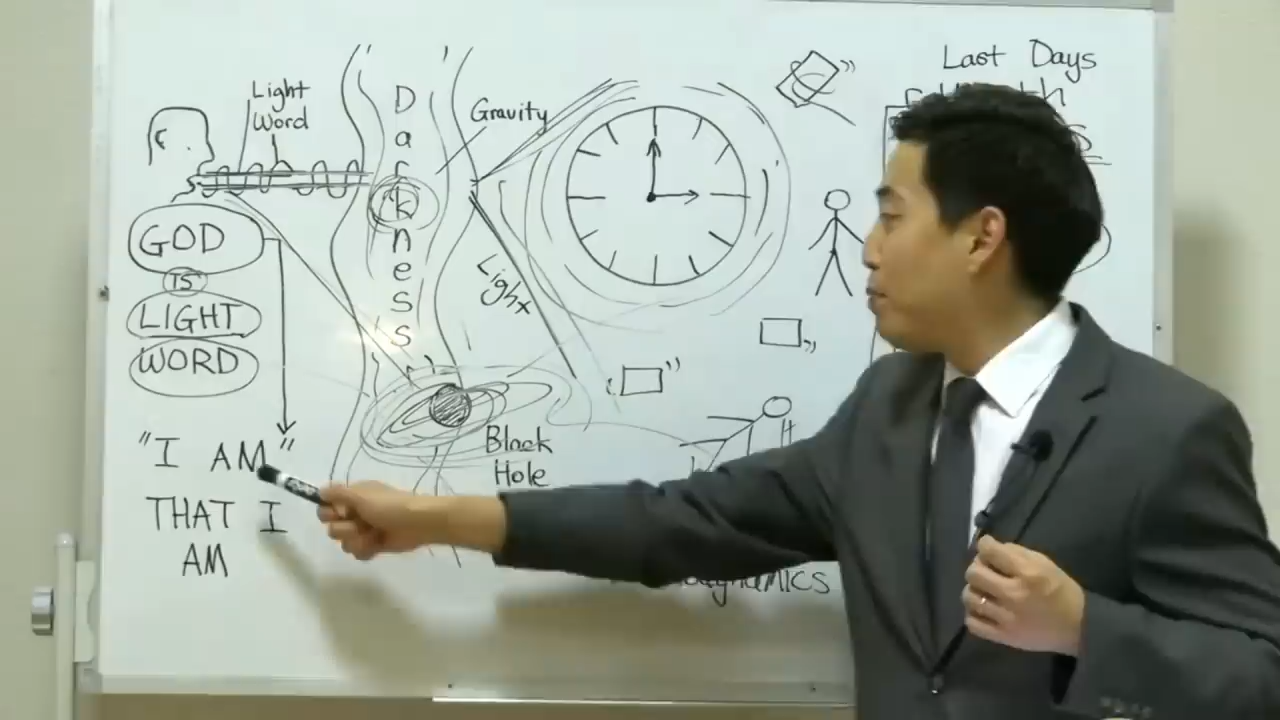 Light
Word
Darkness
Gravity
Last Days
GOD
IS
LIGHT
WORD
Light
"I AM"
THAT I
AM
Black
Hole